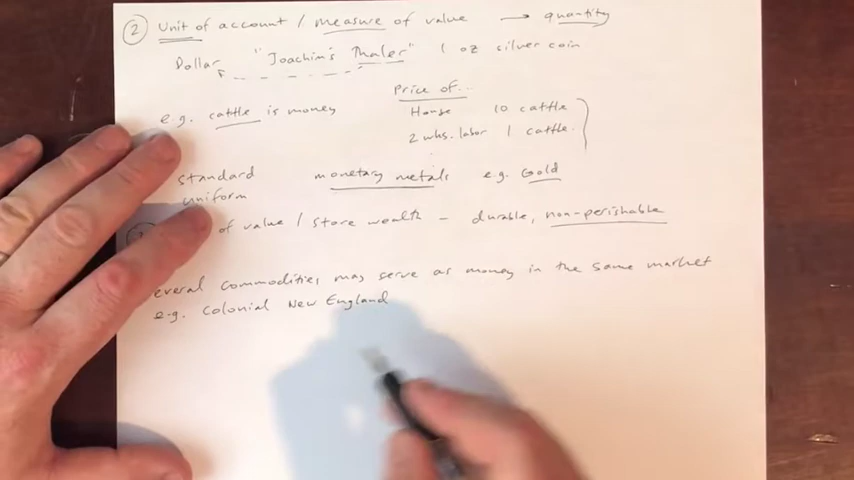 ② Unit of account / measure of value → quantity
Dollar "Joachim's Thaler" 1 oz silver coin
e.g. cattle is money
Price of...
House 10 cattle
2 wks. labor 1 cattle.
standard monetary metals e.g. Gold
uniform
of value / store wealth – durable, non-perishable
everal commodities may serve as money in the same market
e.g. Colonial New England